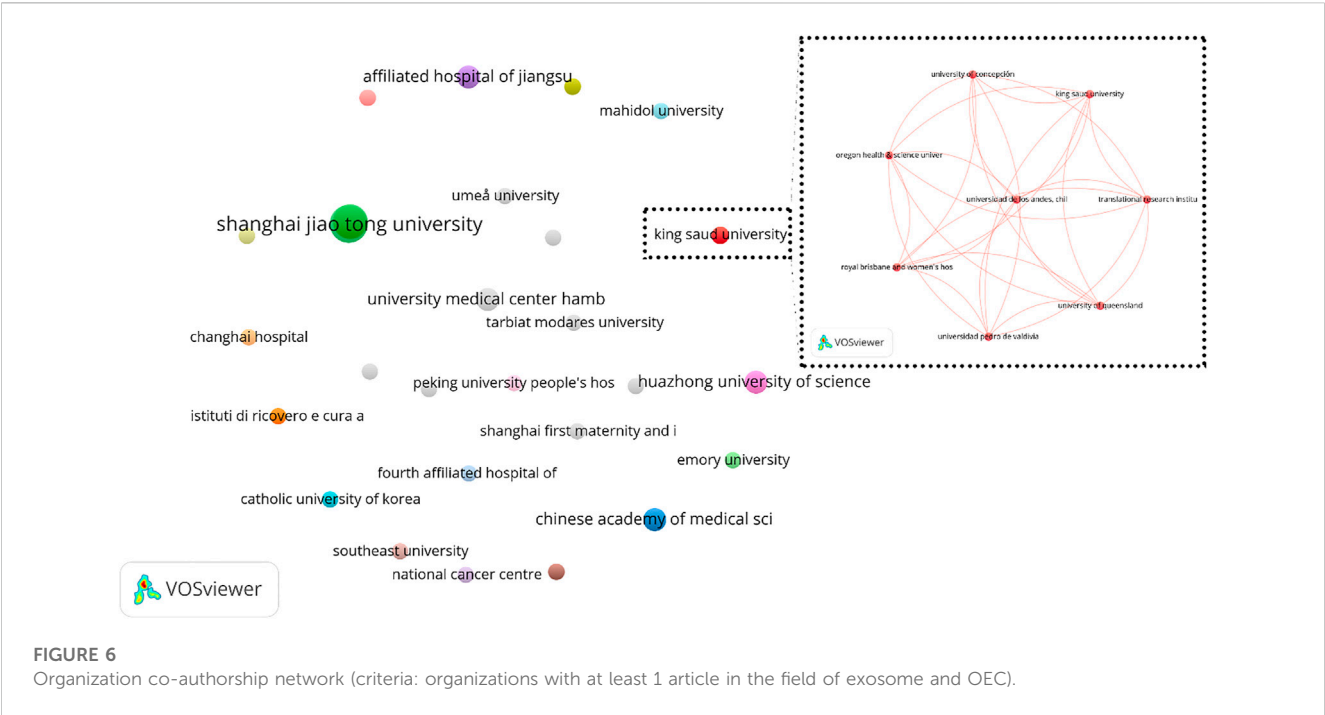 affiliated hospital of jiangsu
mahidol university
umeå university
shanghai jiao tong university
king saud university
university medical center hamb
tarbiat modares university
changhai hospital
peking university people's hos
huazhong university of science
istituti di ricovero e cura a
shanghai first maternity and i
emory university
fourth affiliated hospital of
catholic university of korea
chinese academy of medical sci
southeast university
national cancer centre
VOSviewer
university of concepción
king saud university
oregon health & science univer
universidad de los andes, chil
translational research institu
royal brisbane and women's hos
university of queensland
universidad pedro de valdivia
VOSviewer
FIGURE 6
Organization co-authorship network (criteria: organizations with at least 1 article in the field of exosome and OEC).